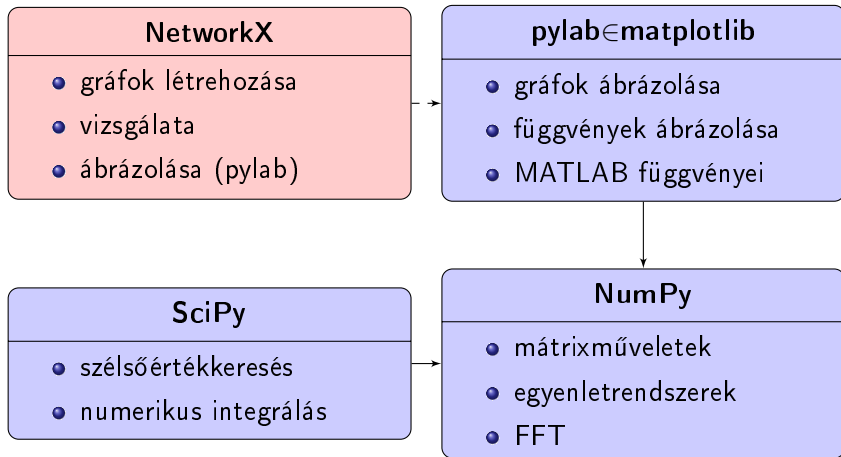 NetworkX
gráfok létrehozása
vizsgálata
ábrázolása (pylab)
pylab∈matplotlib
gráfok ábrázolása
függvények ábrázolása
MATLAB függvényei
SciPy
szélsőértékkeresés
numerikus integrálás
NumPy
mátrixműveletek
egyenletrendszerek
FFT